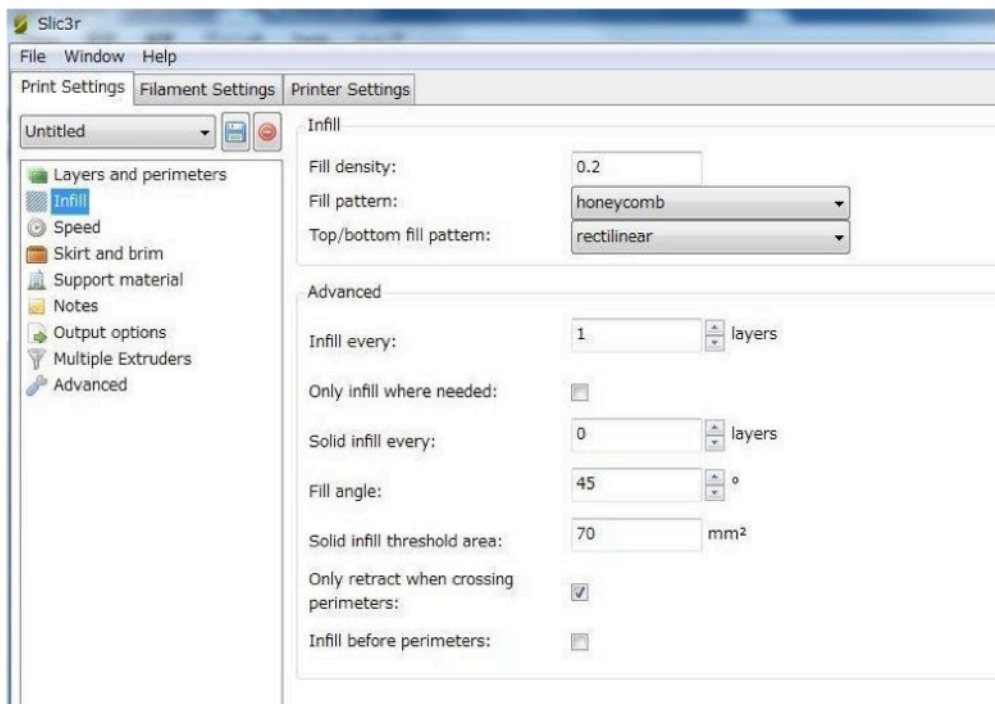 Slic3r
File Window Help
Print Settings Filament Settings Printer Settings
Untitled
Layers and perimeters
Infill
Speed
Skirt and brim
Support material
Notes
Output options
Multiple Extruders
Advanced
Infill
Fill density: 0.2
Fill pattern: honeycomb
Top/bottom fill pattern: rectilinear
Advanced
Infill every: 1 layers
Only infill where needed:
Solid infill every: 0 layers
Fill angle: 45 °
Solid infill threshold area: 70 mm²
Only retract when crossing
perimeters:
Infill before perimeters: